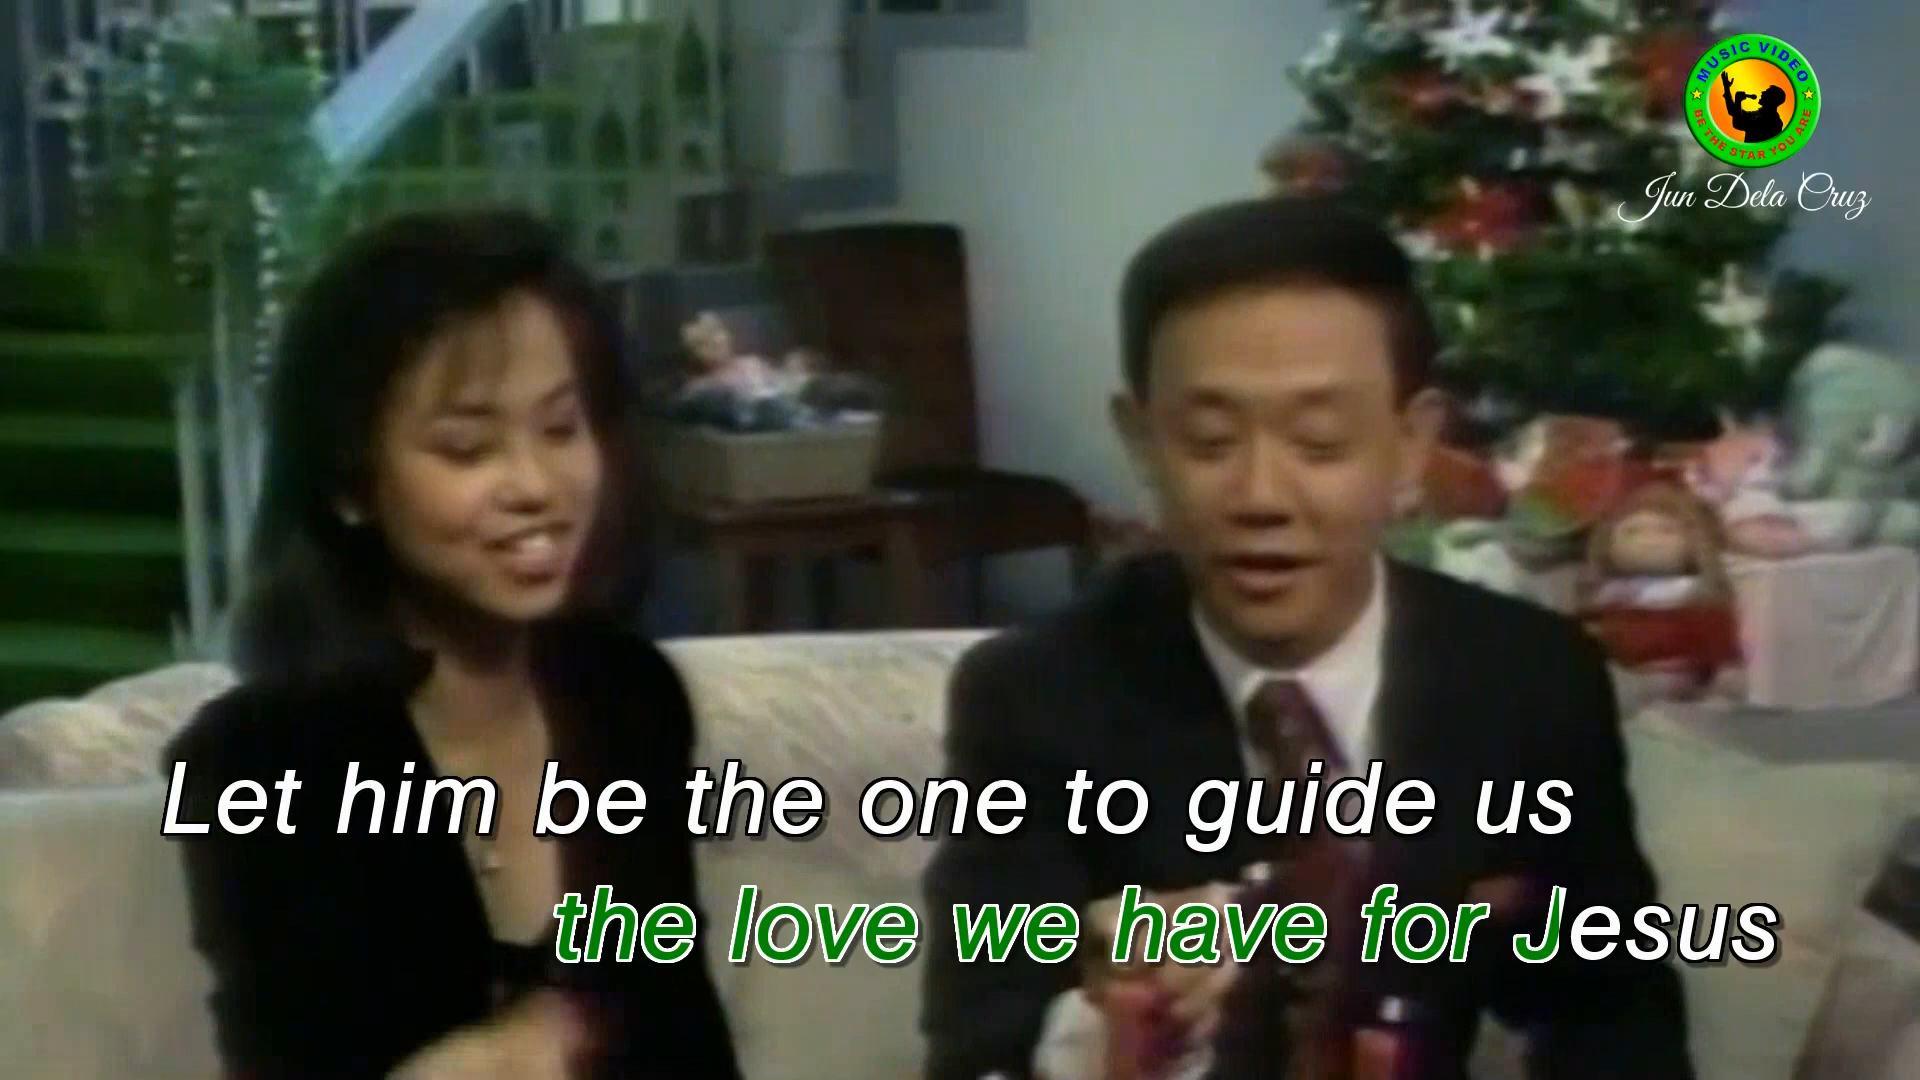 MUSIC VIDEO
BE THE STAR YOU ARE
Jun Dela Cruz
Let him be the one to guide us
the love we have for Jesus